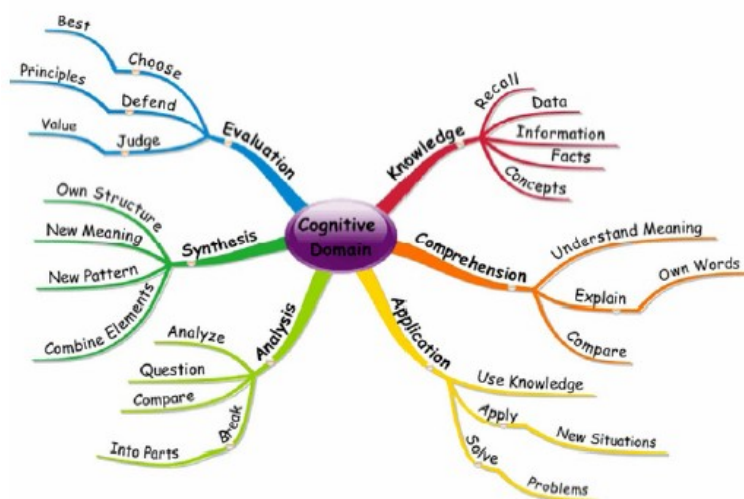 Cognitive
Domain
Knowledge
Recall
Data
Information
Facts
Concepts
Comprehension
Understand Meaning
Explain
Own Words
Compare
Application
Use Knowledge
Apply
New Situations
Solve
Problems
Analysis
Analyze
Question
Compare
Break
Into Parts
Synthesis
Own Structure
New Meaning
New Pattern
Combine Elements
Evaluation
Choose
Best
Defend
Principles
Judge
Value